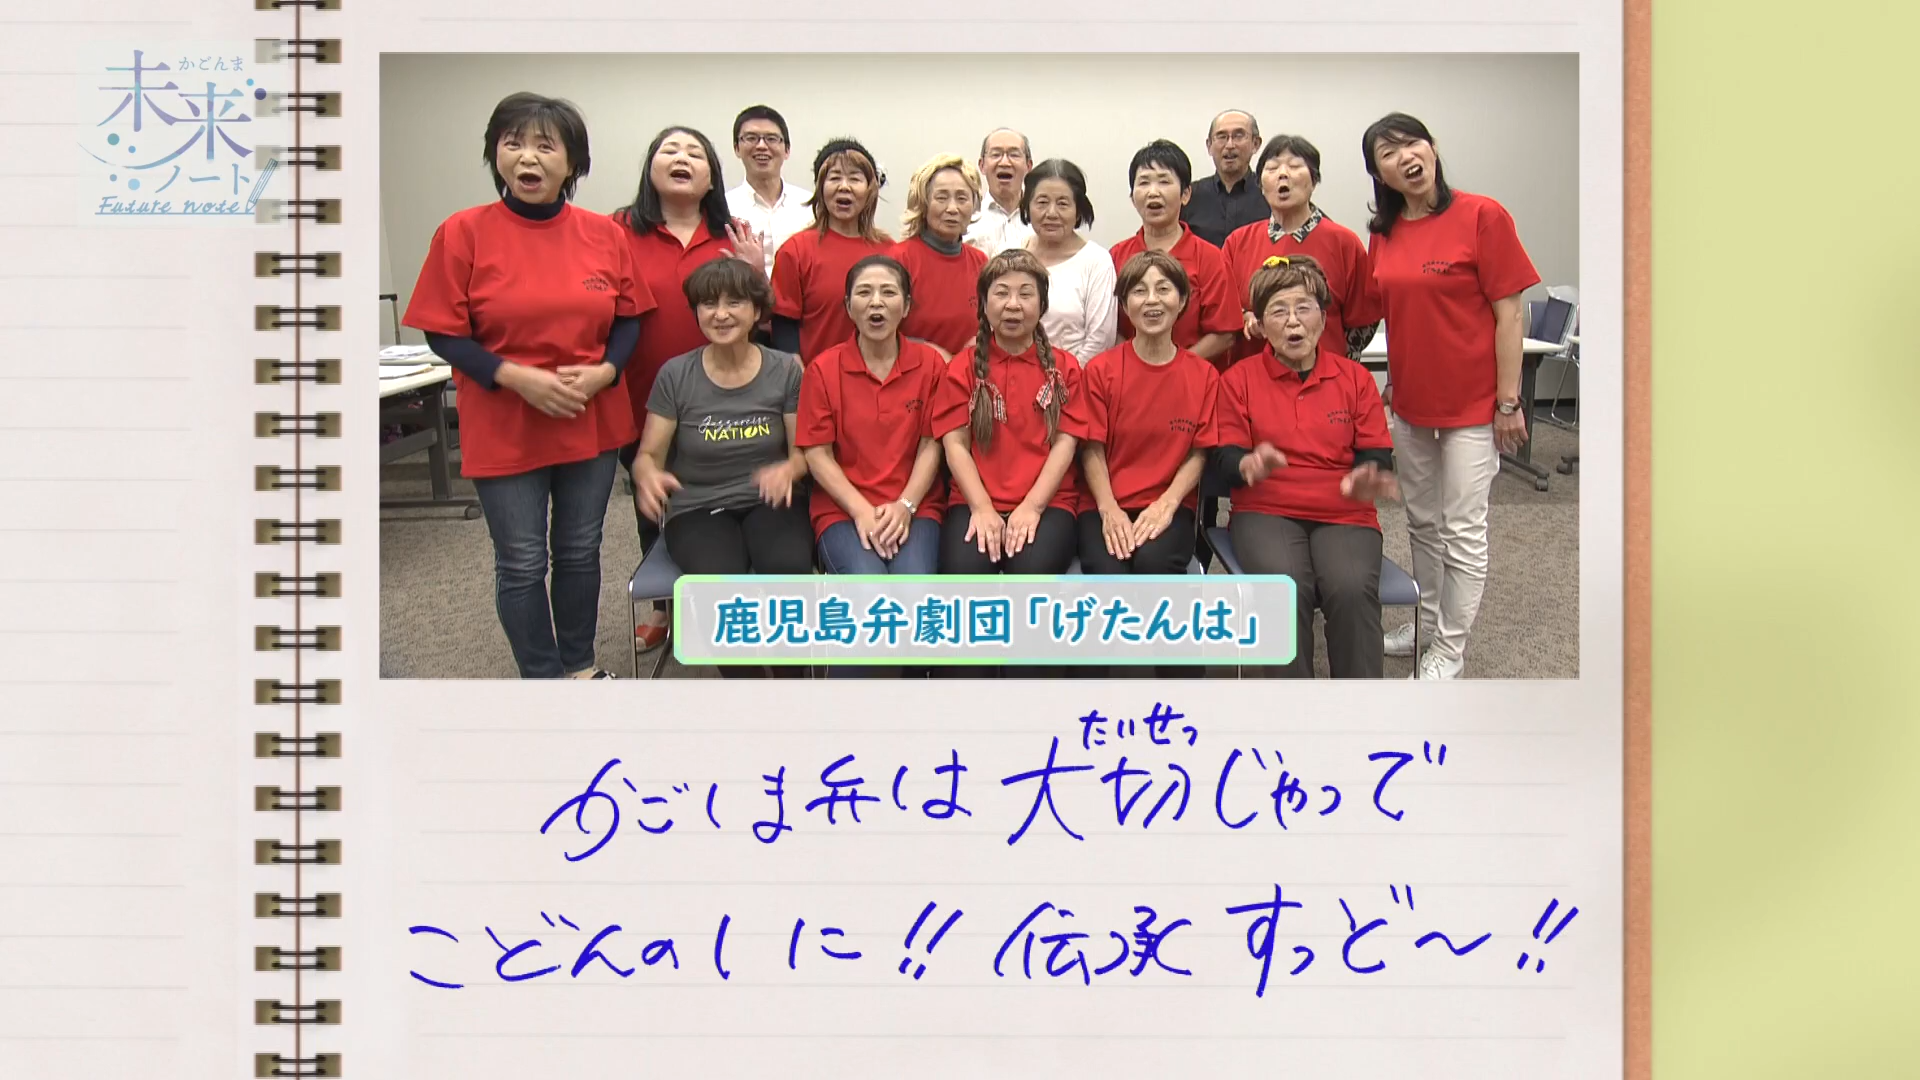 かごんま
未来
ノート
Future note
Jazzercise
NATION
鹿児島弁劇団「げたんは」
だいせつ
かごしま弁は大切じゃって
こどんのしに!! 伝承すっど〜!!